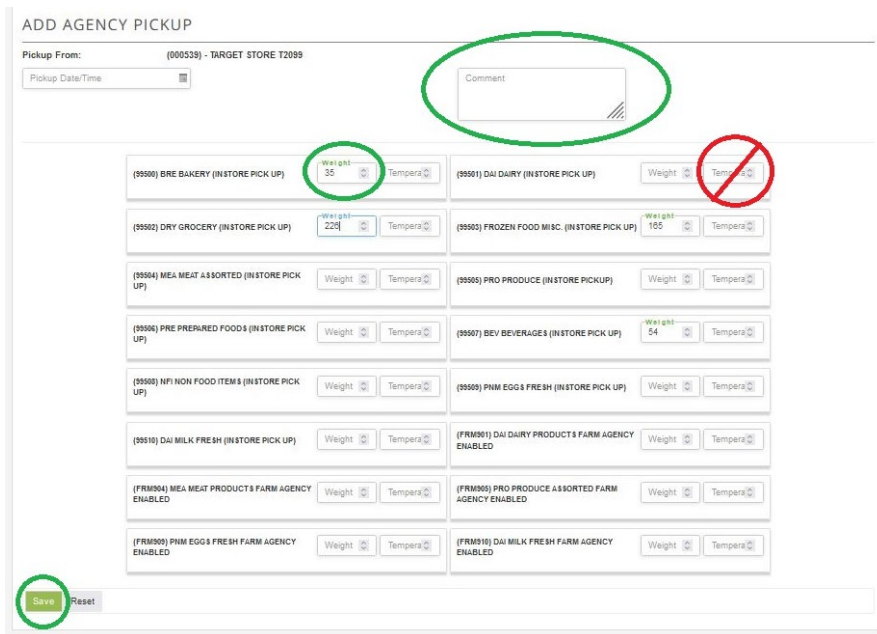 ADD AGENCY PICKUP
Pickup From: (000539) - TARGET STORE T2099
Pickup Date/Time
Comment
(99500) BRE BAKERY (INSTORE PICK UP) Weight 35 Tempera
(99501) DAI DAIRY (INSTORE PICK UP) Weight Tempera
(99502) DRY GROCERY (INSTORE PICK UP) Weight 226 Tempera
(99503) FROZEN FOOD MISC. (INSTORE PICK UP) Weight 165 Tempera
(99504) MEA MEAT ASSORTED (INSTORE PICK
UP) Weight Tempera
(99505) PRO PRODUCE (INSTORE PICKUP) Weight Tempera
(99506) PRE PREPARED FOODS (INSTORE PICK
UP) Weight Tempera
(99507) BEV BEVERAGES (INSTORE PICK UP) Weight 54 Tempera
(99508) NFI NON FOOD ITEMS (INSTORE PICK
UP) Weight Tempera
(99509) PNM EGGS FRESH (INSTORE PICK UP) Weight Tempera
(99510) DAI MILK FRESH (INSTORE PICK UP) Weight Tempera
(FRM901) DAI DAIRY PRODUCTS FARM AGENCY
ENABLED Weight Tempera
(FRM904) MEA MEAT PRODUCTS FARM AGENCY
ENABLED Weight Tempera
(FRM905) PRO PRODUCE ASSORTED FARM
AGENCY ENABLED Weight Tempera
(FRM909) PNM EGGS FRESH FARM AGENCY
ENABLED Weight Tempera
(FRM910) DAI MILK FRESH FARM AGENCY
ENABLED Weight Tempera
Save Reset